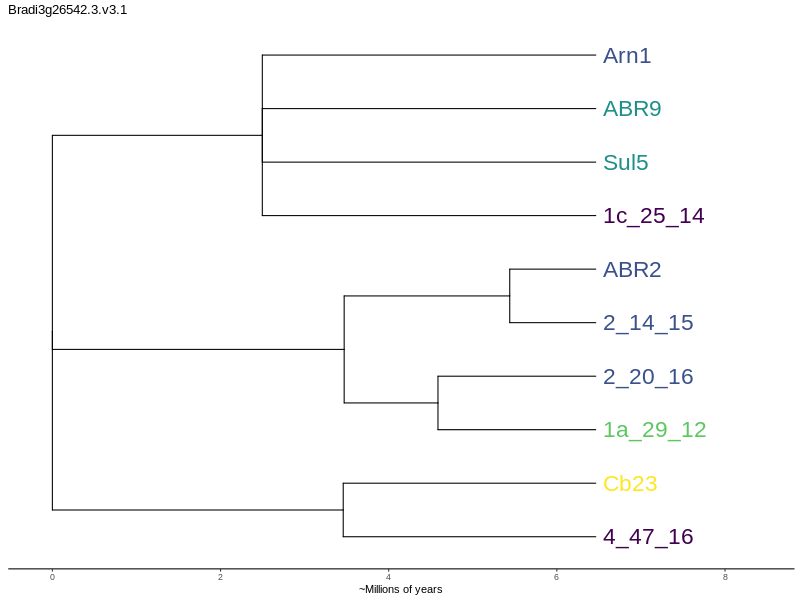 Bradi3g26542.3.v3.1
Arn1
ABR9
Sul5
1c_25_14
ABR2
2_14_15
2_20_16
1a_29_12
Cb23
4_47_16
0 2 4 6 8
~Millions of years